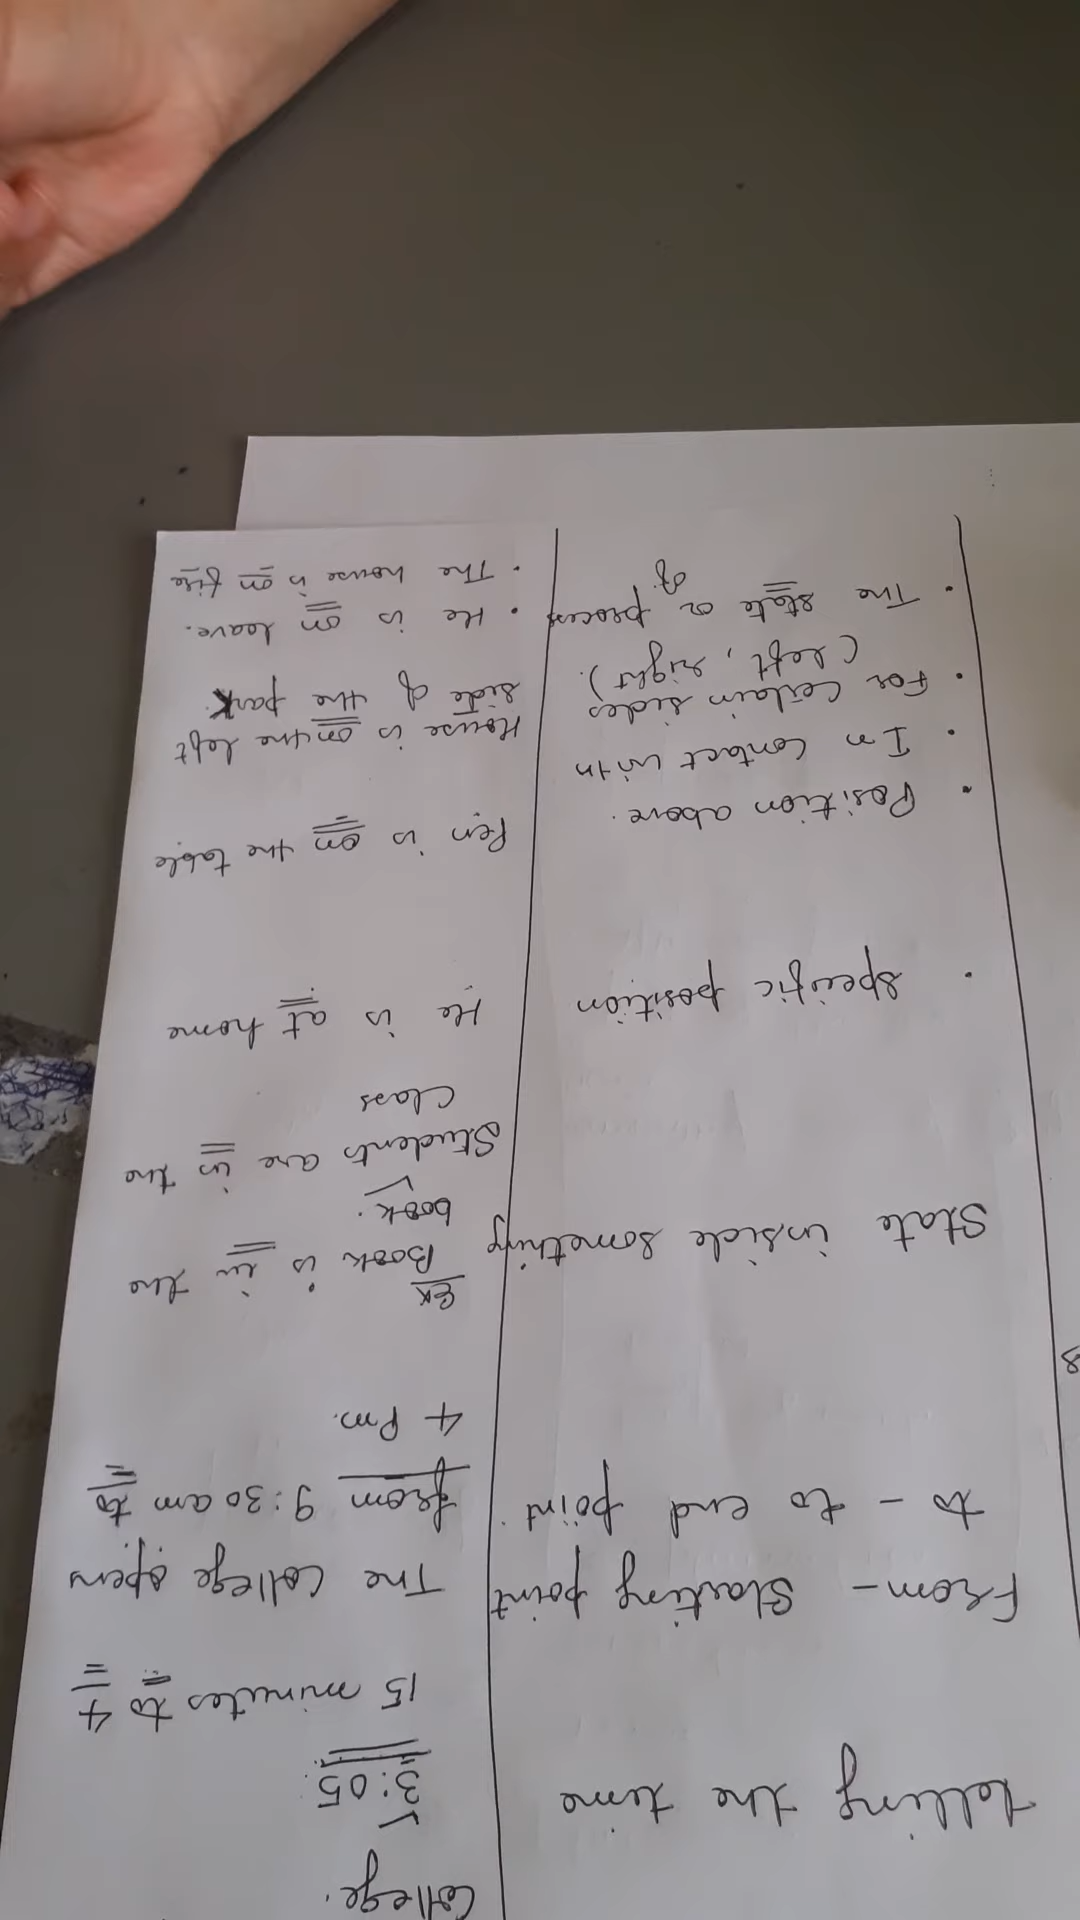 College.
telling the time
3:05
15 minutes to 4
From - Starting point
The College opens
to - to end point.
from 9:30 am to
4 Pm.
8
State inside something
Ex Book is in the
book.
Students are in the
Class
• Specific position
He is at home
• Position above.
Pen is on the table
• In contact with
• For certain sides
(left, right).
House is on the left
side of the park.
• The state or process
of
• He is on leave.
• The house is on fire